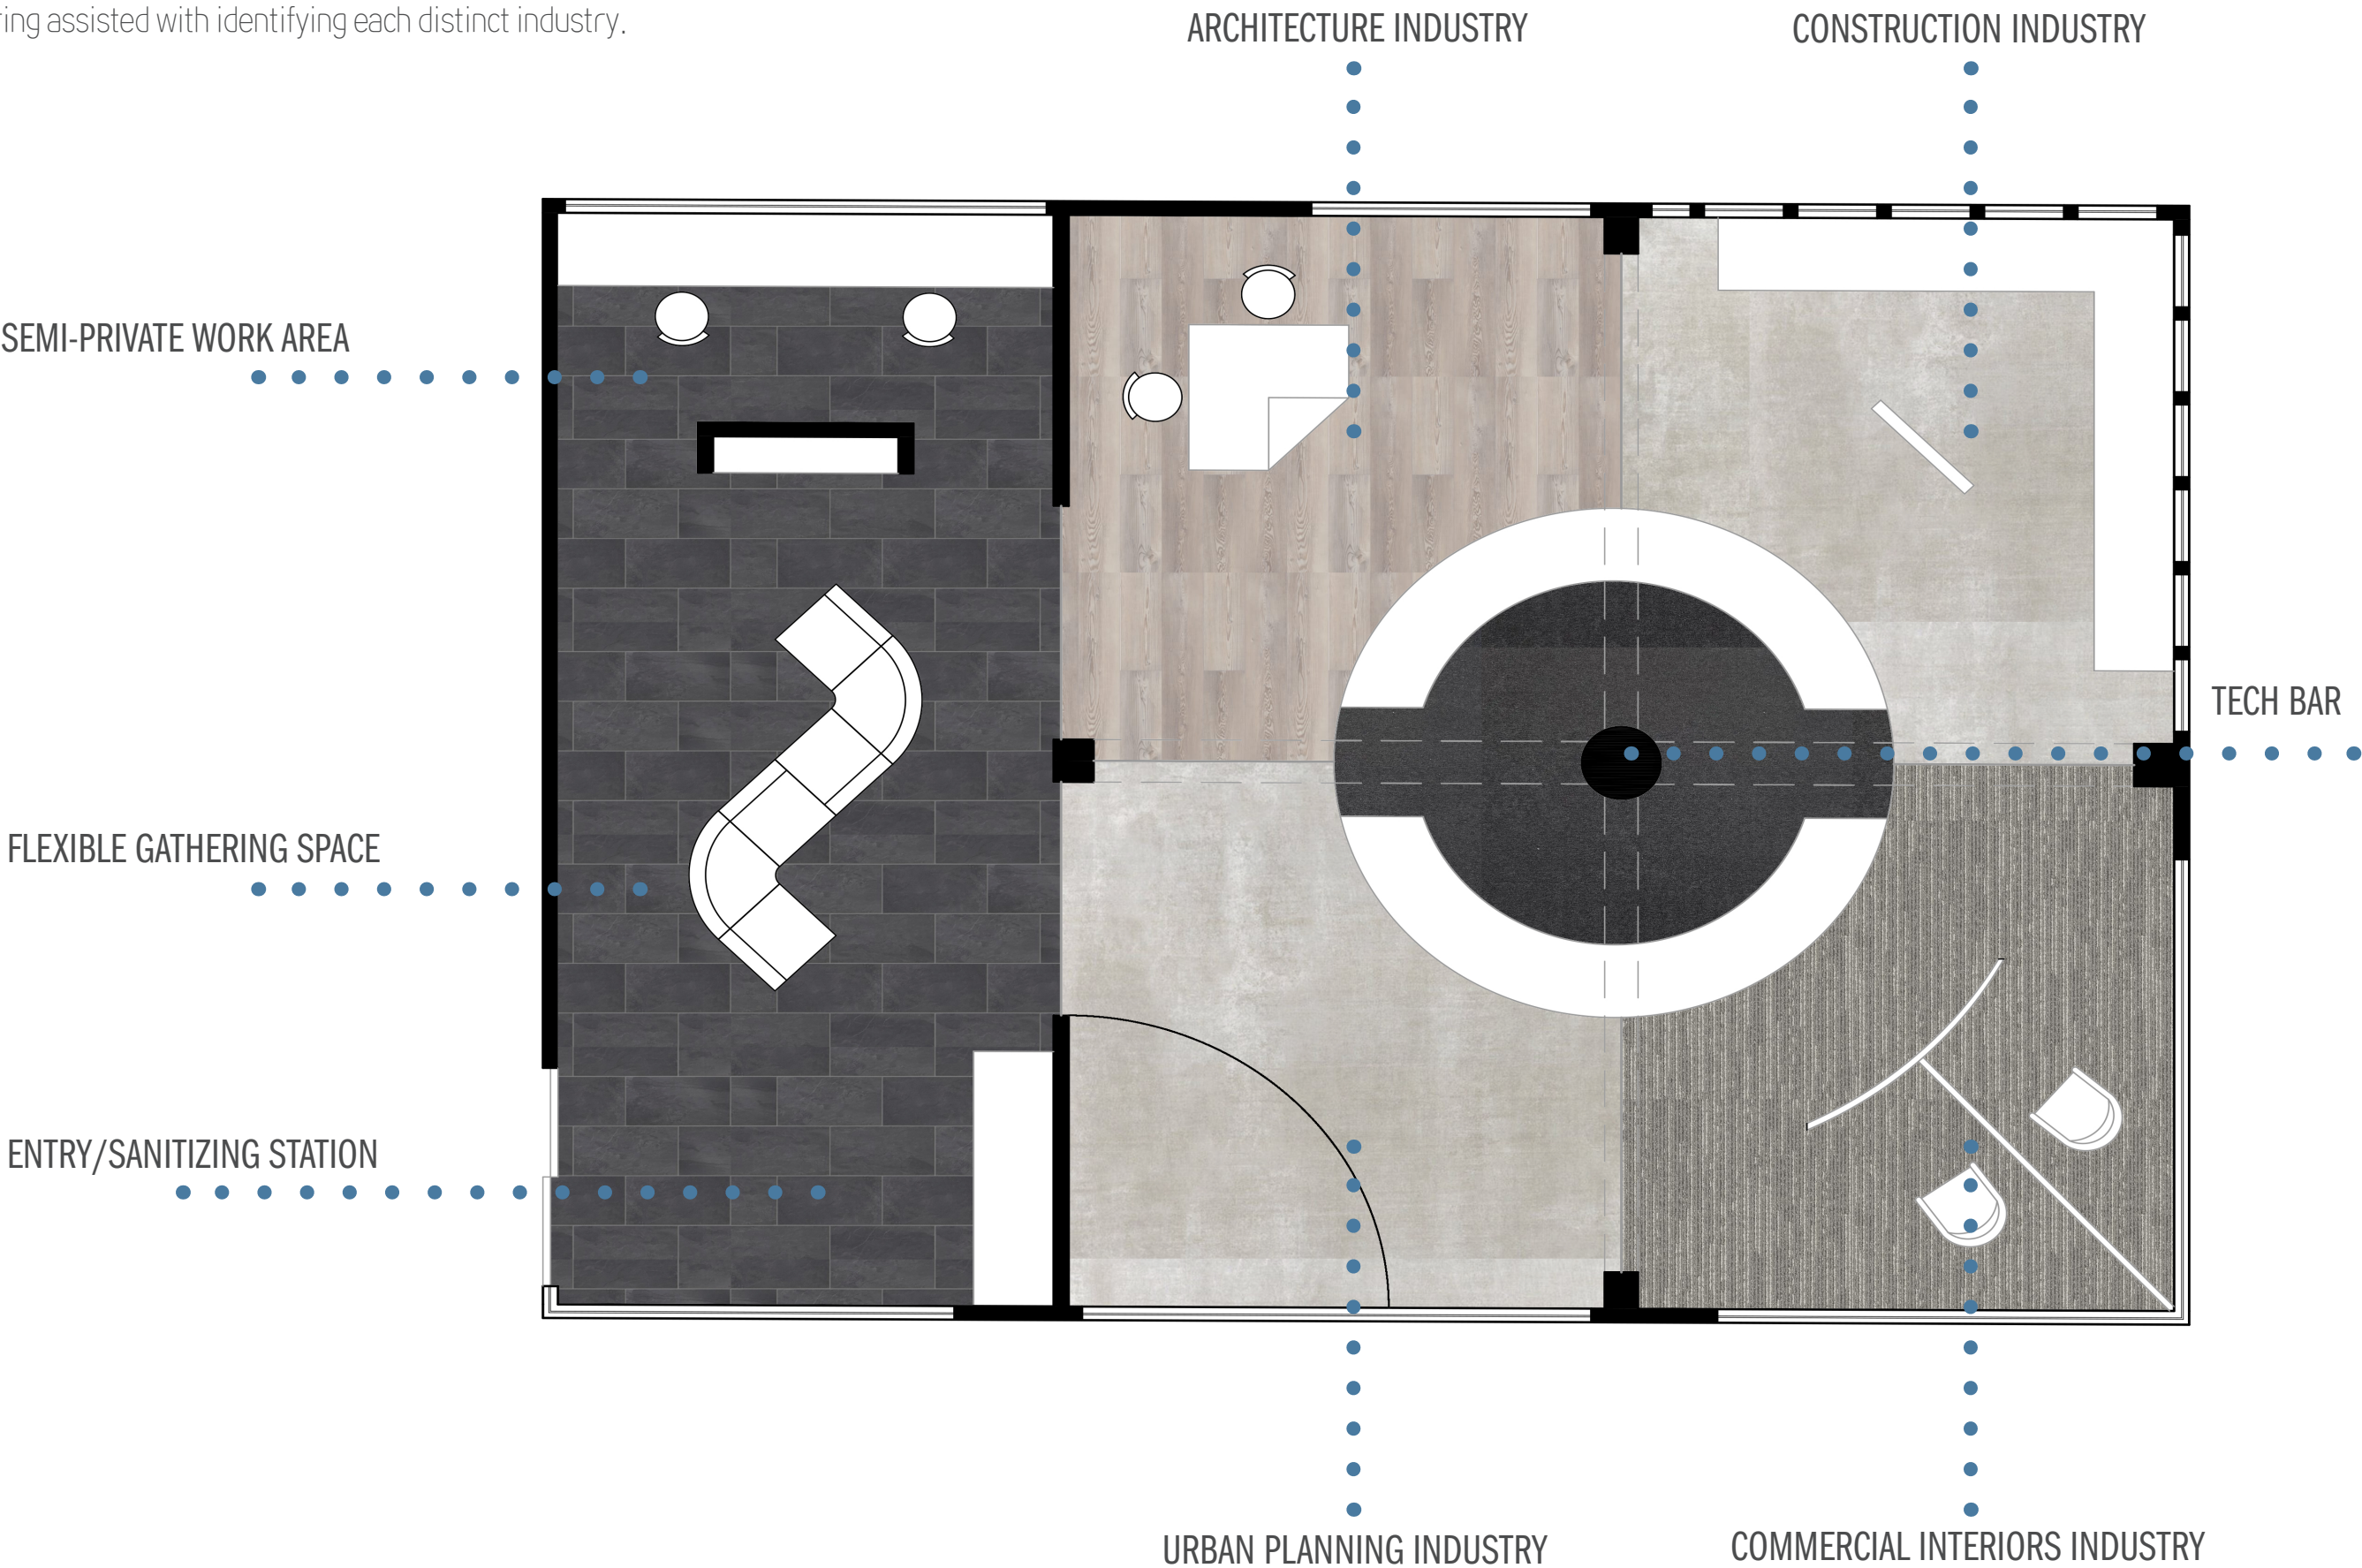 assisted with identifying each distinct industry.
ARCHITECTURE INDUSTRY
CONSTRUCTION INDUSTRY
SEMI-PRIVATE WORK AREA
TECH BAR
FLEXIBLE GATHERING SPACE
ENTRY/SANITIZING STATION
URBAN PLANNING INDUSTRY
COMMERCIAL INTERIORS INDUSTRY